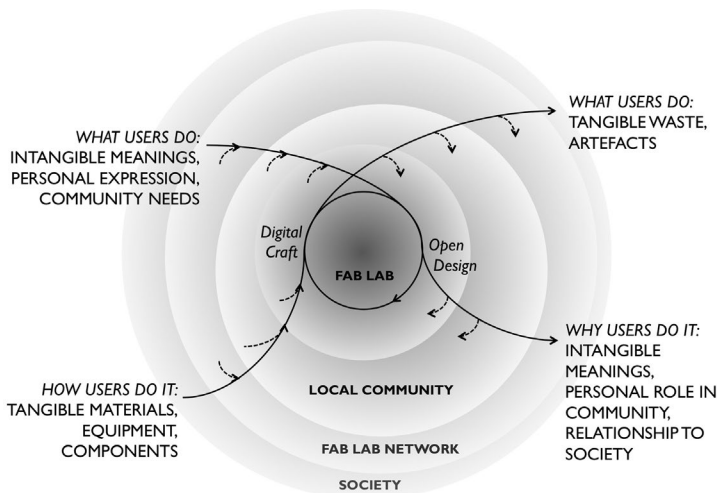 WHAT USERS DO:
INTANGIBLE MEANINGS,
PERSONAL EXPRESSION,
COMMUNITY NEEDS
WHAT USERS DO:
TANGIBLE WASTE,
ARTEFACTS
Digital
Craft
Open
Design
FAB LAB
HOW USERS DO IT:
TANGIBLE MATERIALS,
EQUIPMENT,
COMPONENTS
WHY USERS DO IT:
INTANGIBLE
MEANINGS,
PERSONAL ROLE IN
COMMUNITY,
RELATIONSHIP TO
SOCIETY
LOCAL COMMUNITY
FAB LAB NETWORK
SOCIETY